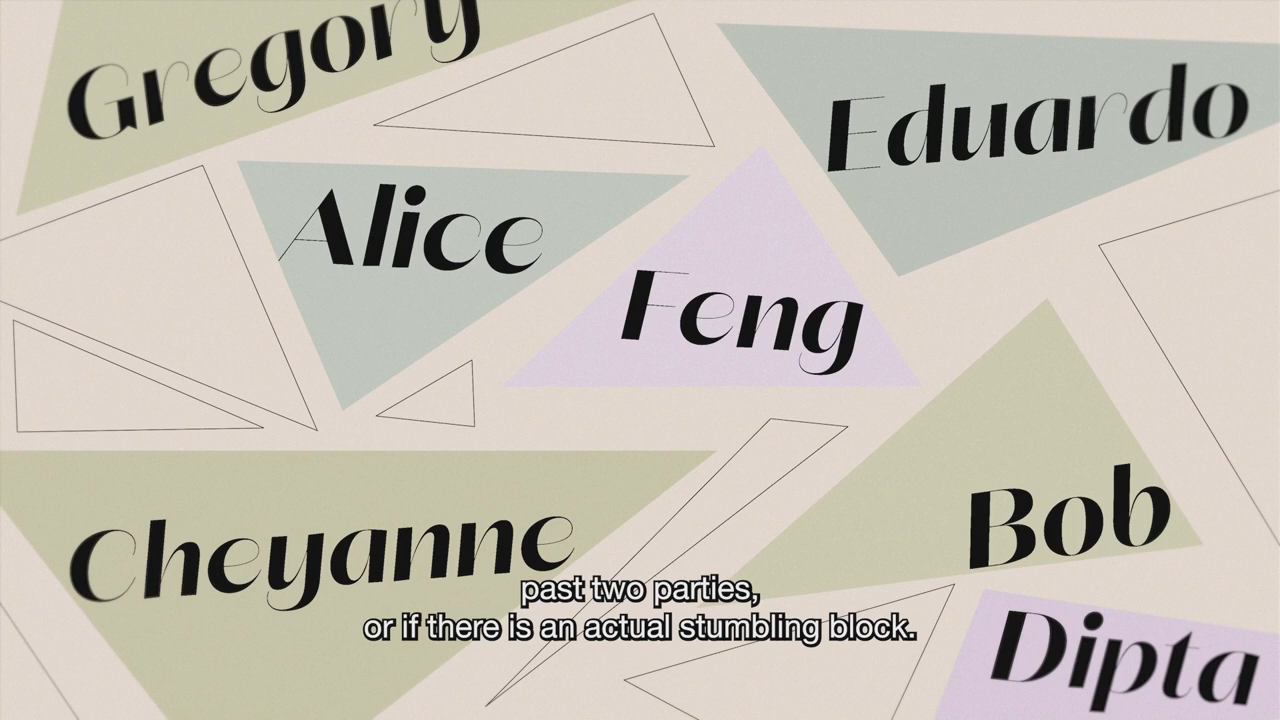 Gregory
Eduardo
Alice
Feng
Cheyanne
Bob
past two parties,
or if there is an actual stumbling block.
Dipta